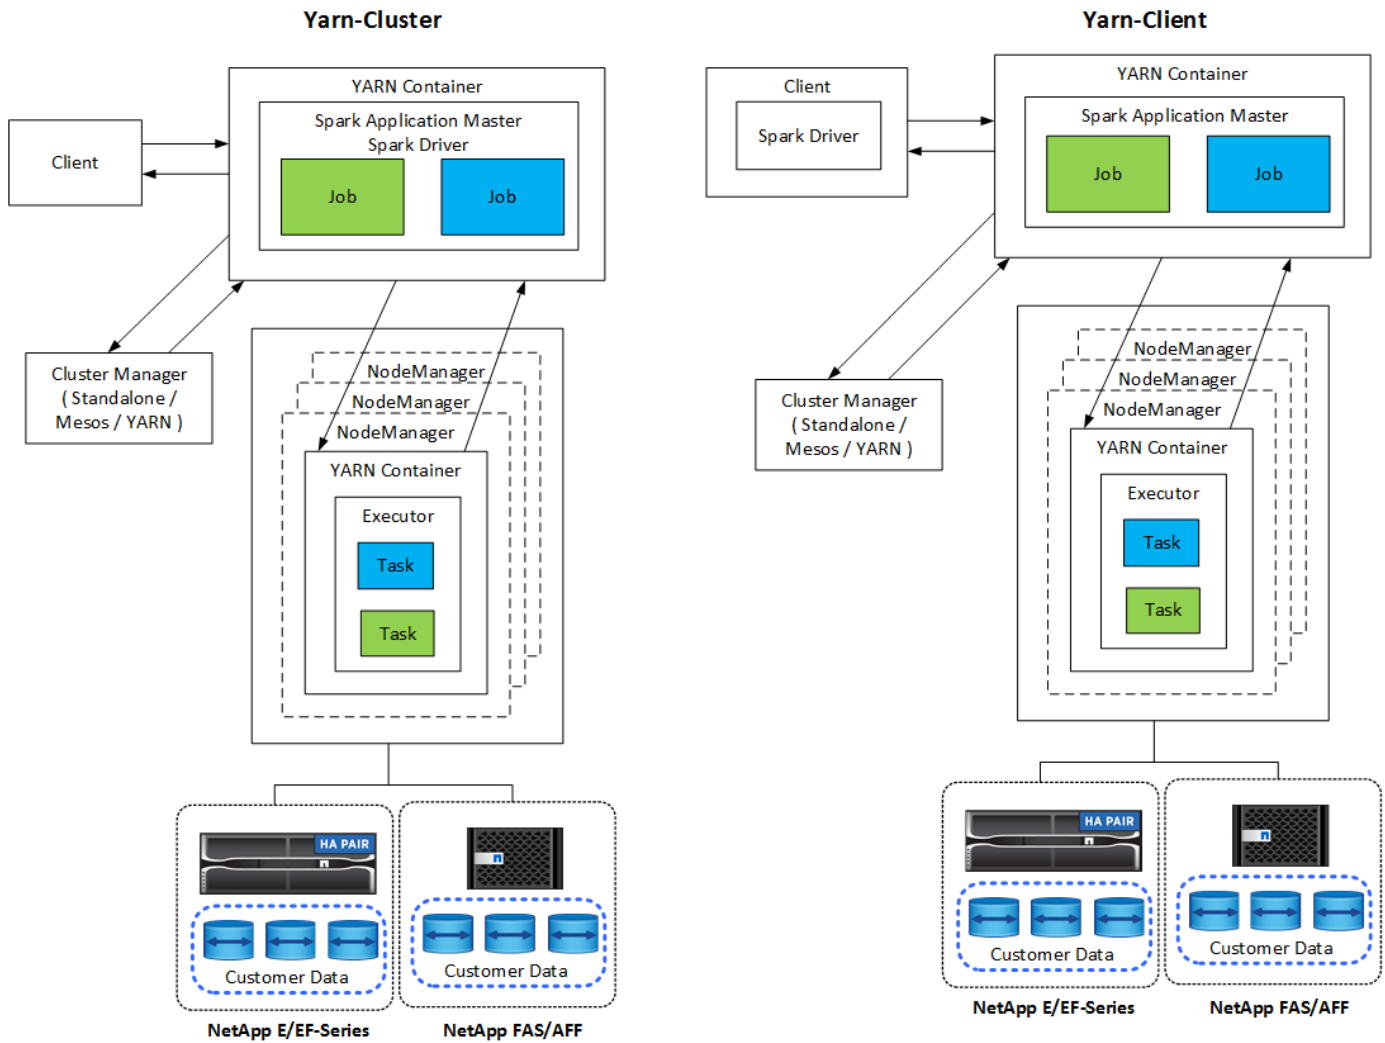 Yarn-Cluster
Client
YARN Container
Spark Application Master
Spark Driver
Job
Job
Cluster Manager
( Standalone /
Mesos / YARN )
NodeManager
NodeManager
NodeManager
YARN Container
Executor
Task
Task
HA PAIR
Customer Data
Customer Data
NetApp E/EF-Series
NetApp FAS/AFF
Yarn-Client
Client
Spark Driver
YARN Container
Spark Application Master
Job
Job
Cluster Manager
( Standalone /
Mesos / YARN )
NodeManager
NodeManager
NodeManager
YARN Container
Executor
Task
Task
HA PAIR
Customer Data
Customer Data
NetApp E/EF-Series
NetApp FAS/AFF